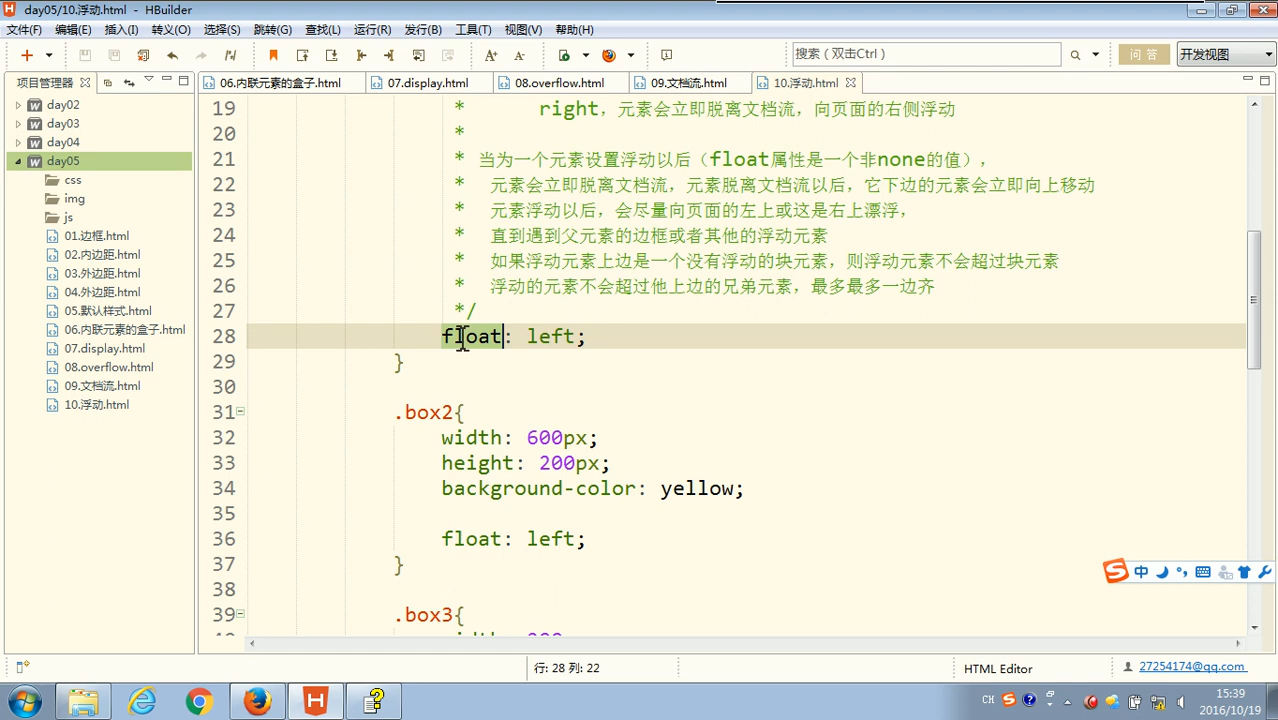 day05/10.浮动.html - HBuilder
文件(F) 编辑(E) 插入(I) 转义(O) 选择(S) 跳转(G) 查找(L) 运行(R) 发行(B) 工具(T) 视图(V) 帮助(H)
A+ A- 搜索（双击Ctrl） 问 答 开发视图
项目管理器 06.内联元素的盒子.html 07.display.html 08.overflow.html 09.文档流.html 10.浮动.html
day02
day03
day04
day05
css
img
js
01.边框.html
02.内边距.html
03.外边距.html
04.外边距.html
05.默认样式.html
06.内联元素的盒子.html
07.display.html
08.overflow.html
09.文档流.html
10.浮动.html
19 * right，元素会立即脱离文档流，向页面的右侧浮动
20 *
21 * 当为一个元素设置浮动以后（float属性是一个非none的值），
22 * 元素会立即脱离文档流，元素脱离文档流以后，它下边的元素会立即向上移动
23 * 元素浮动以后，会尽量向页面的左上或这是右上漂浮，
24 * 直到遇到父元素的边框或者其他的浮动元素
25 * 如果浮动元素上边是一个没有浮动的块元素，则浮动元素不会超过块元素
26 * 浮动的元素不会超过他上边的兄弟元素，最多最多一边齐
27 */
28 float: left;
29 }
30
31 .box2{
32 width: 600px;
33 height: 200px;
34 background-color: yellow;
35
36 float: left;
37 }
38
39 .box3{
中
行: 28 列: 22 HTML Editor 27254174@qq.com
CH 15:39
2016/10/19